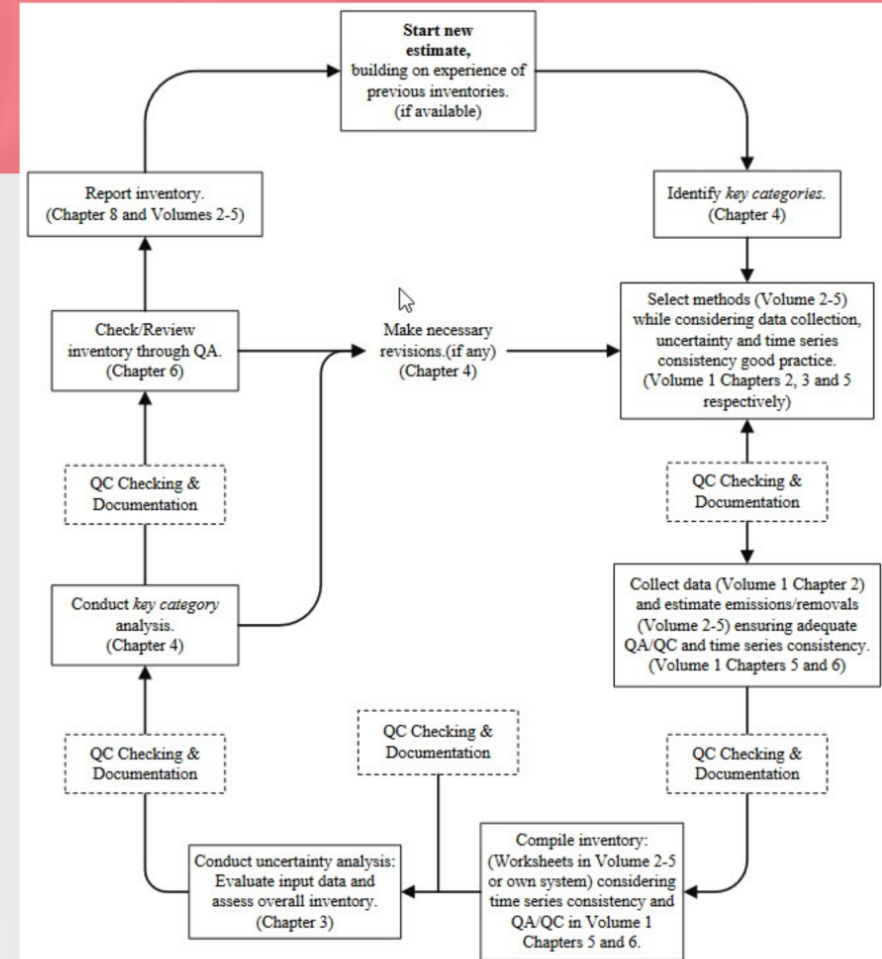 Start new
estimate,
building on experience of
previous inventories.
(if available)
Report inventory.
(Chapter 8 and Volumes 2-5)
Identify key categories.
(Chapter 4)
Check/Review
inventory through QA.
(Chapter 6)
Make necessary
revisions.(if any)
(Chapter 4)
Select methods (Volume 2-5)
while considering data collection,
uncertainty and time series
consistency good practice.
(Volume 1 Chapters 2, 3 and 5
respectively)
QC Checking &
Documentation
QC Checking &
Documentation
Conduct key category
analysis.
(Chapter 4)
Collect data (Volume 1 Chapter 2)
and estimate emissions/removals
(Volume 2-5) ensuring adequate
QA/QC and time series consistency.
(Volume 1 Chapters 5 and 6)
QC Checking &
Documentation
QC Checking &
Documentation
QC Checking &
Documentation
Conduct uncertainty analysis:
Evaluate input data and
assess overall inventory.
(Chapter 3)
Compile inventory:
(Worksheets in Volume 2-5
or own system) considering
time series consistency and
QA/QC in Volume 1
Chapters 5 and 6.